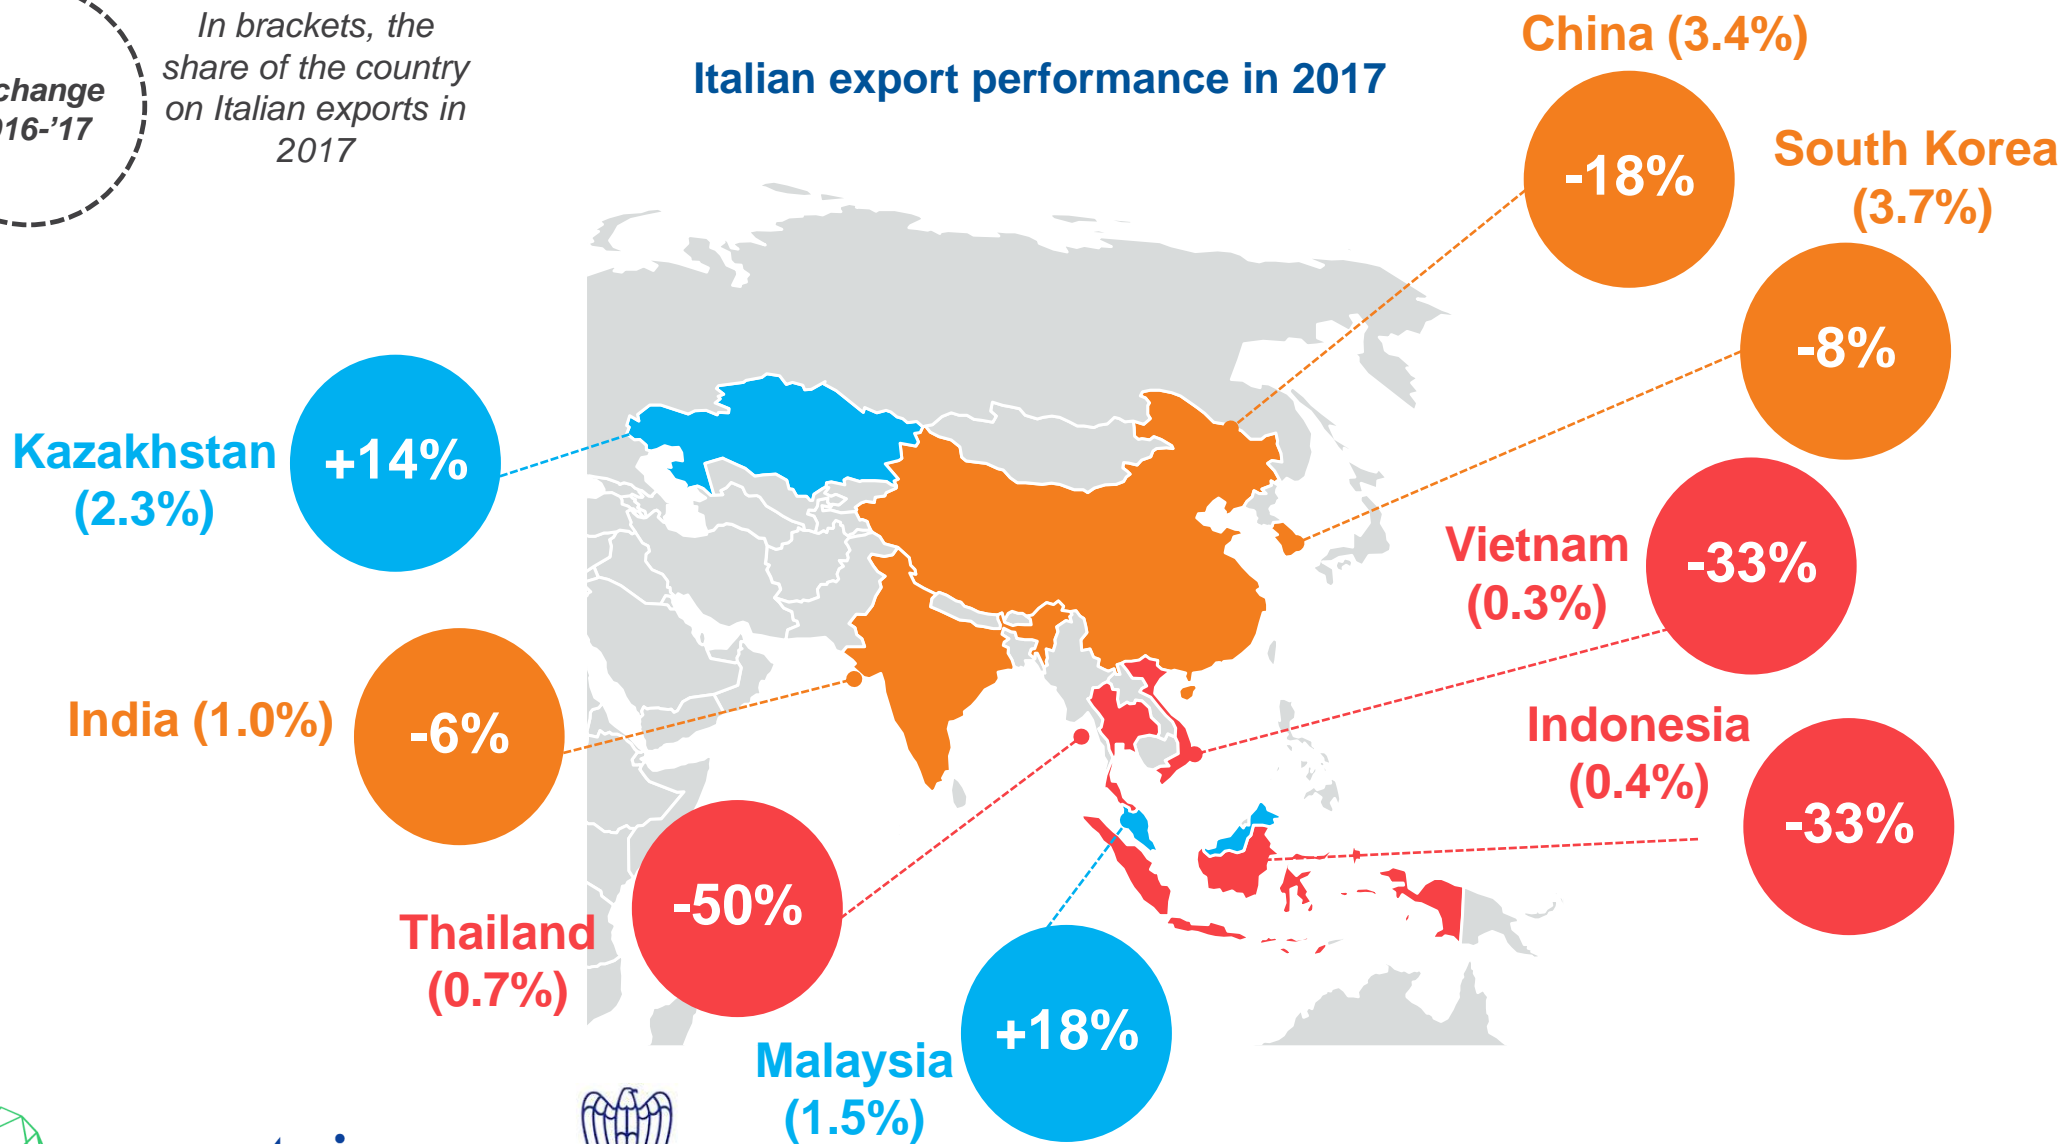 change
In brackets, the
share of the country
on Italian exports in
2017
Italian export performance in 2017
China (3.4%)
-18%
South Korea
(3.7%)
-8%
Kazakhstan
(2.3%)
+14%
Vietnam
(0.3%)
-33%
India (1.0%)
-6%
Indonesia
(0.4%)
-33%
Thailand
(0.7%)
-50%
Malaysia
(1.5%)
+18%